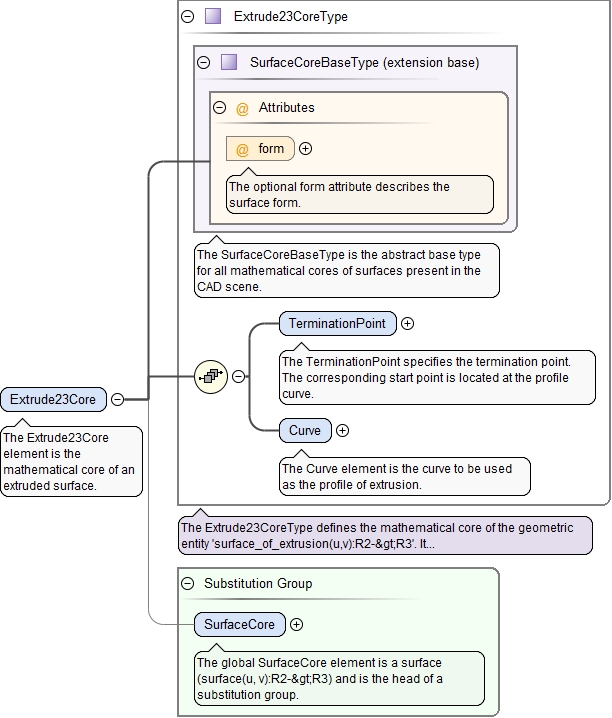 Extrude23CoreType
SurfaceCoreBaseType (extension base)
@ Attributes
@ form
The optional form attribute describes the
surface form.
The SurfaceCoreBaseType is the abstract base type
for all mathematical cores of surfaces present in the
CAD scene.
TerminationPoint
The TerminationPoint specifies the termination point.
The corresponding start point is located at the profile
curve.
Extrude23Core
The Extrude23Core
element is the
mathematical core of an
extruded surface.
Curve
The Curve element is the curve to be used
as the profile of extrusion.
The Extrude23CoreType defines the mathematical core of the geometric
entity 'surface_of_extrusion(u,v):R2-&gt;R3'. It...
Substitution Group
SurfaceCore
The global SurfaceCore element is a surface
(surface(u, v):R2-&gt;R3) and is the head of a
substitution group.